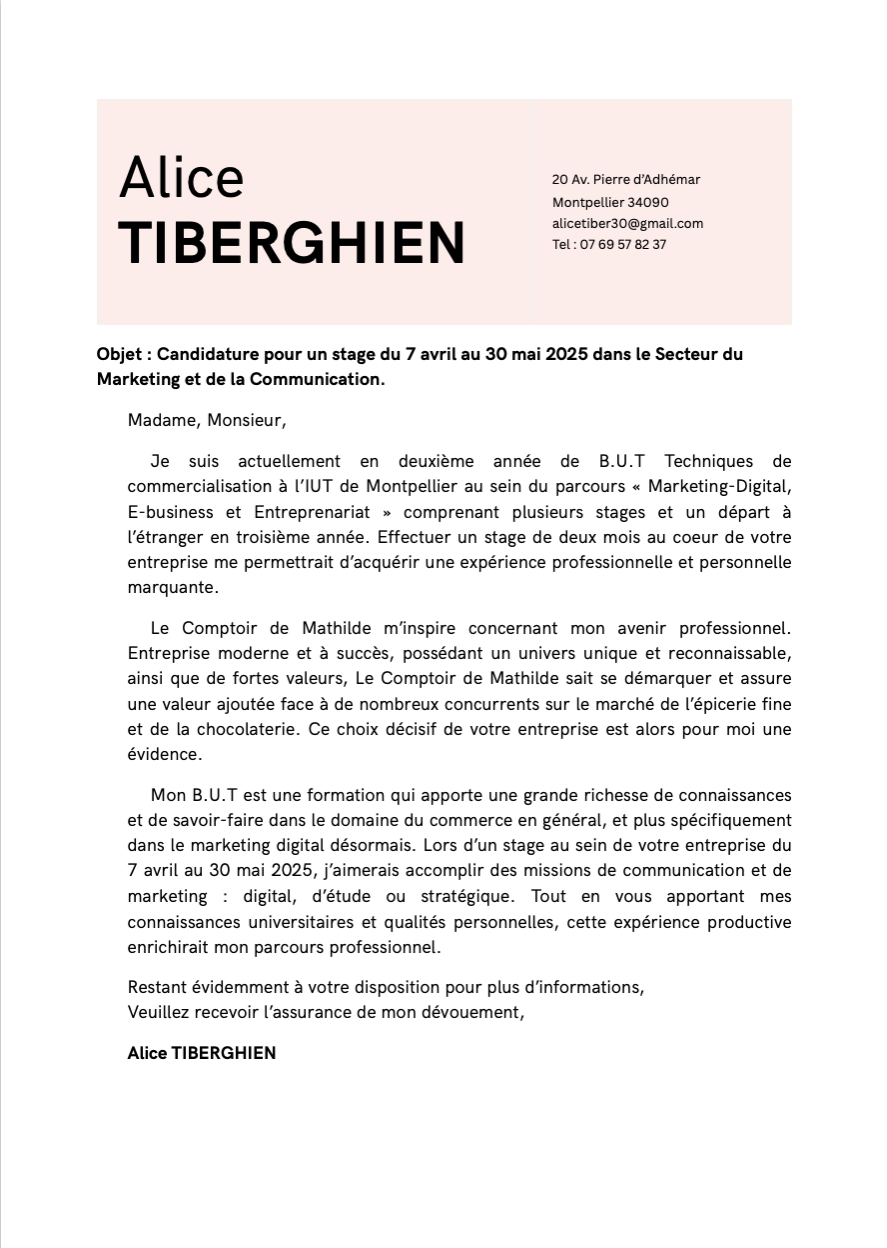 Alice
TIBERGHIEN
20 Av. Pierre d'Adhémar
Montpellier 34090
alicetiber30@gmail.com
Tel : 07 69 57 82 37
Objet : Candidature pour un stage du 7 avril au 30 mai 2025 dans le Secteur du
Marketing et de la Communication.
Madame, Monsieur,
Je suis actuellement en deuxième année de B.U.T Techniques de
commercialisation à l'IUT de Montpellier au sein du parcours « Marketing-Digital,
E-business et Entreprenariat » comprenant plusieurs stages et un départ à
l'étranger en troisième année. Effectuer un stage de deux mois au coeur de votre
entreprise me permettrait d'acquérir une expérience professionnelle et personnelle
marquante.
Le Comptoir de Mathilde m'inspire concernant mon avenir professionnel.
Entreprise moderne et à succès, possédant un univers unique et reconnaissable,
ainsi que de fortes valeurs, Le Comptoir de Mathilde sait se démarquer et assure
une valeur ajoutée face à de nombreux concurrents sur le marché de l'épicerie fine
et de la chocolaterie. Ce choix décisif de votre entreprise est alors pour moi une
évidence.
Mon B.U.T est une formation qui apporte une grande richesse de connaissances
et de savoir-faire dans le domaine du commerce en général, et plus spécifiquement
dans le marketing digital désormais. Lors d'un stage au sein de votre entreprise du
7 avril au 30 mai 2025, j'aimerais accomplir des missions de communication et de
marketing : digital, d'étude ou stratégique. Tout en vous apportant mes
connaissances universitaires et qualités personnelles, cette expérience productive
enrichirait mon parcours professionnel.
Restant évidemment à votre disposition pour plus d'informations,
Veuillez recevoir l'assurance de mon dévouement,
Alice TIBERGHIEN